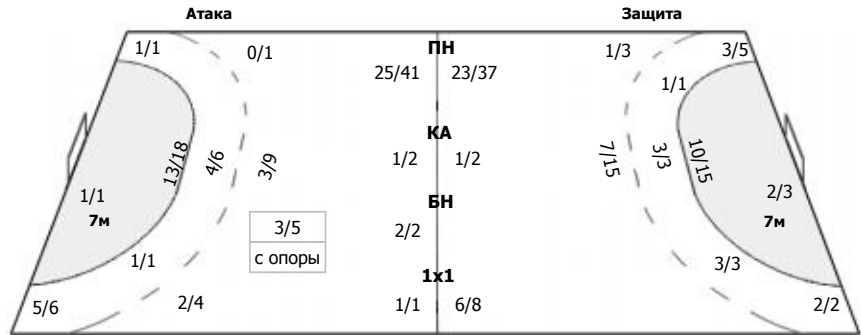 Атака
Защита
1/1
0/1
ПН
1/3
3/5
25/41
23/37
1/1
13/18
4/6
3/9
КА
1/2
1/2
7/15
3/3
10/15
1/1
7м
БН
2/2
2/3
7м
3/5
с опоры
1/1
3/3
5/6
2/4
1x1
1/1
6/8
2/2